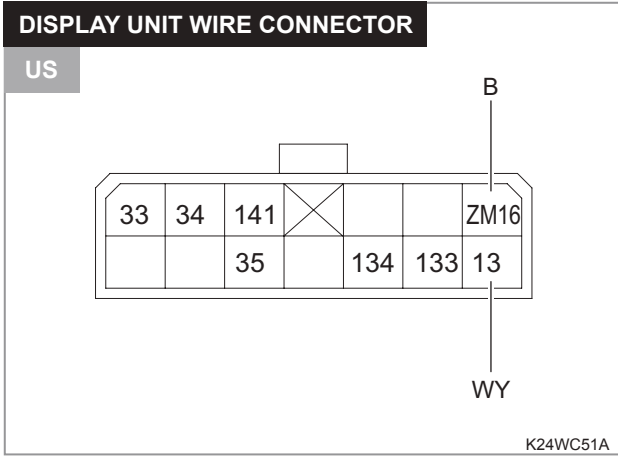 DISPLAY UNIT WIRE CONNECTOR
US
B
33 34 141 ZM16
35 134 133 13
WY
K24WC51A